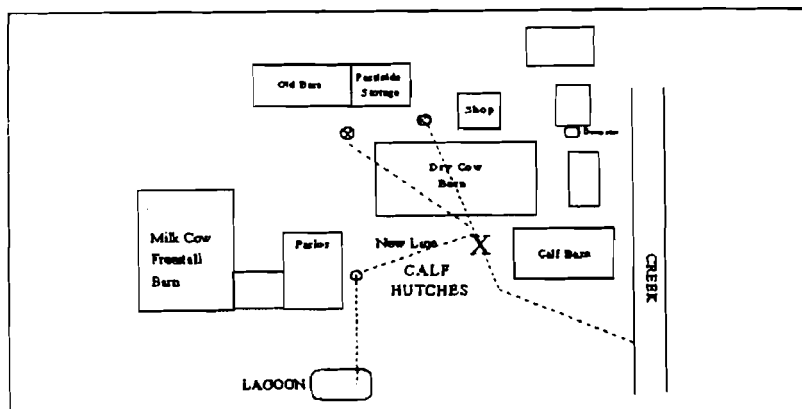 Old Barn
Pesticide
Storage
Shop
Dry Cow
Barn
Milk Cow
Freestall
Barn
Parlor
New Line
X
CALF
HUTCHES
Calf Barn
CREEK
LAGOON